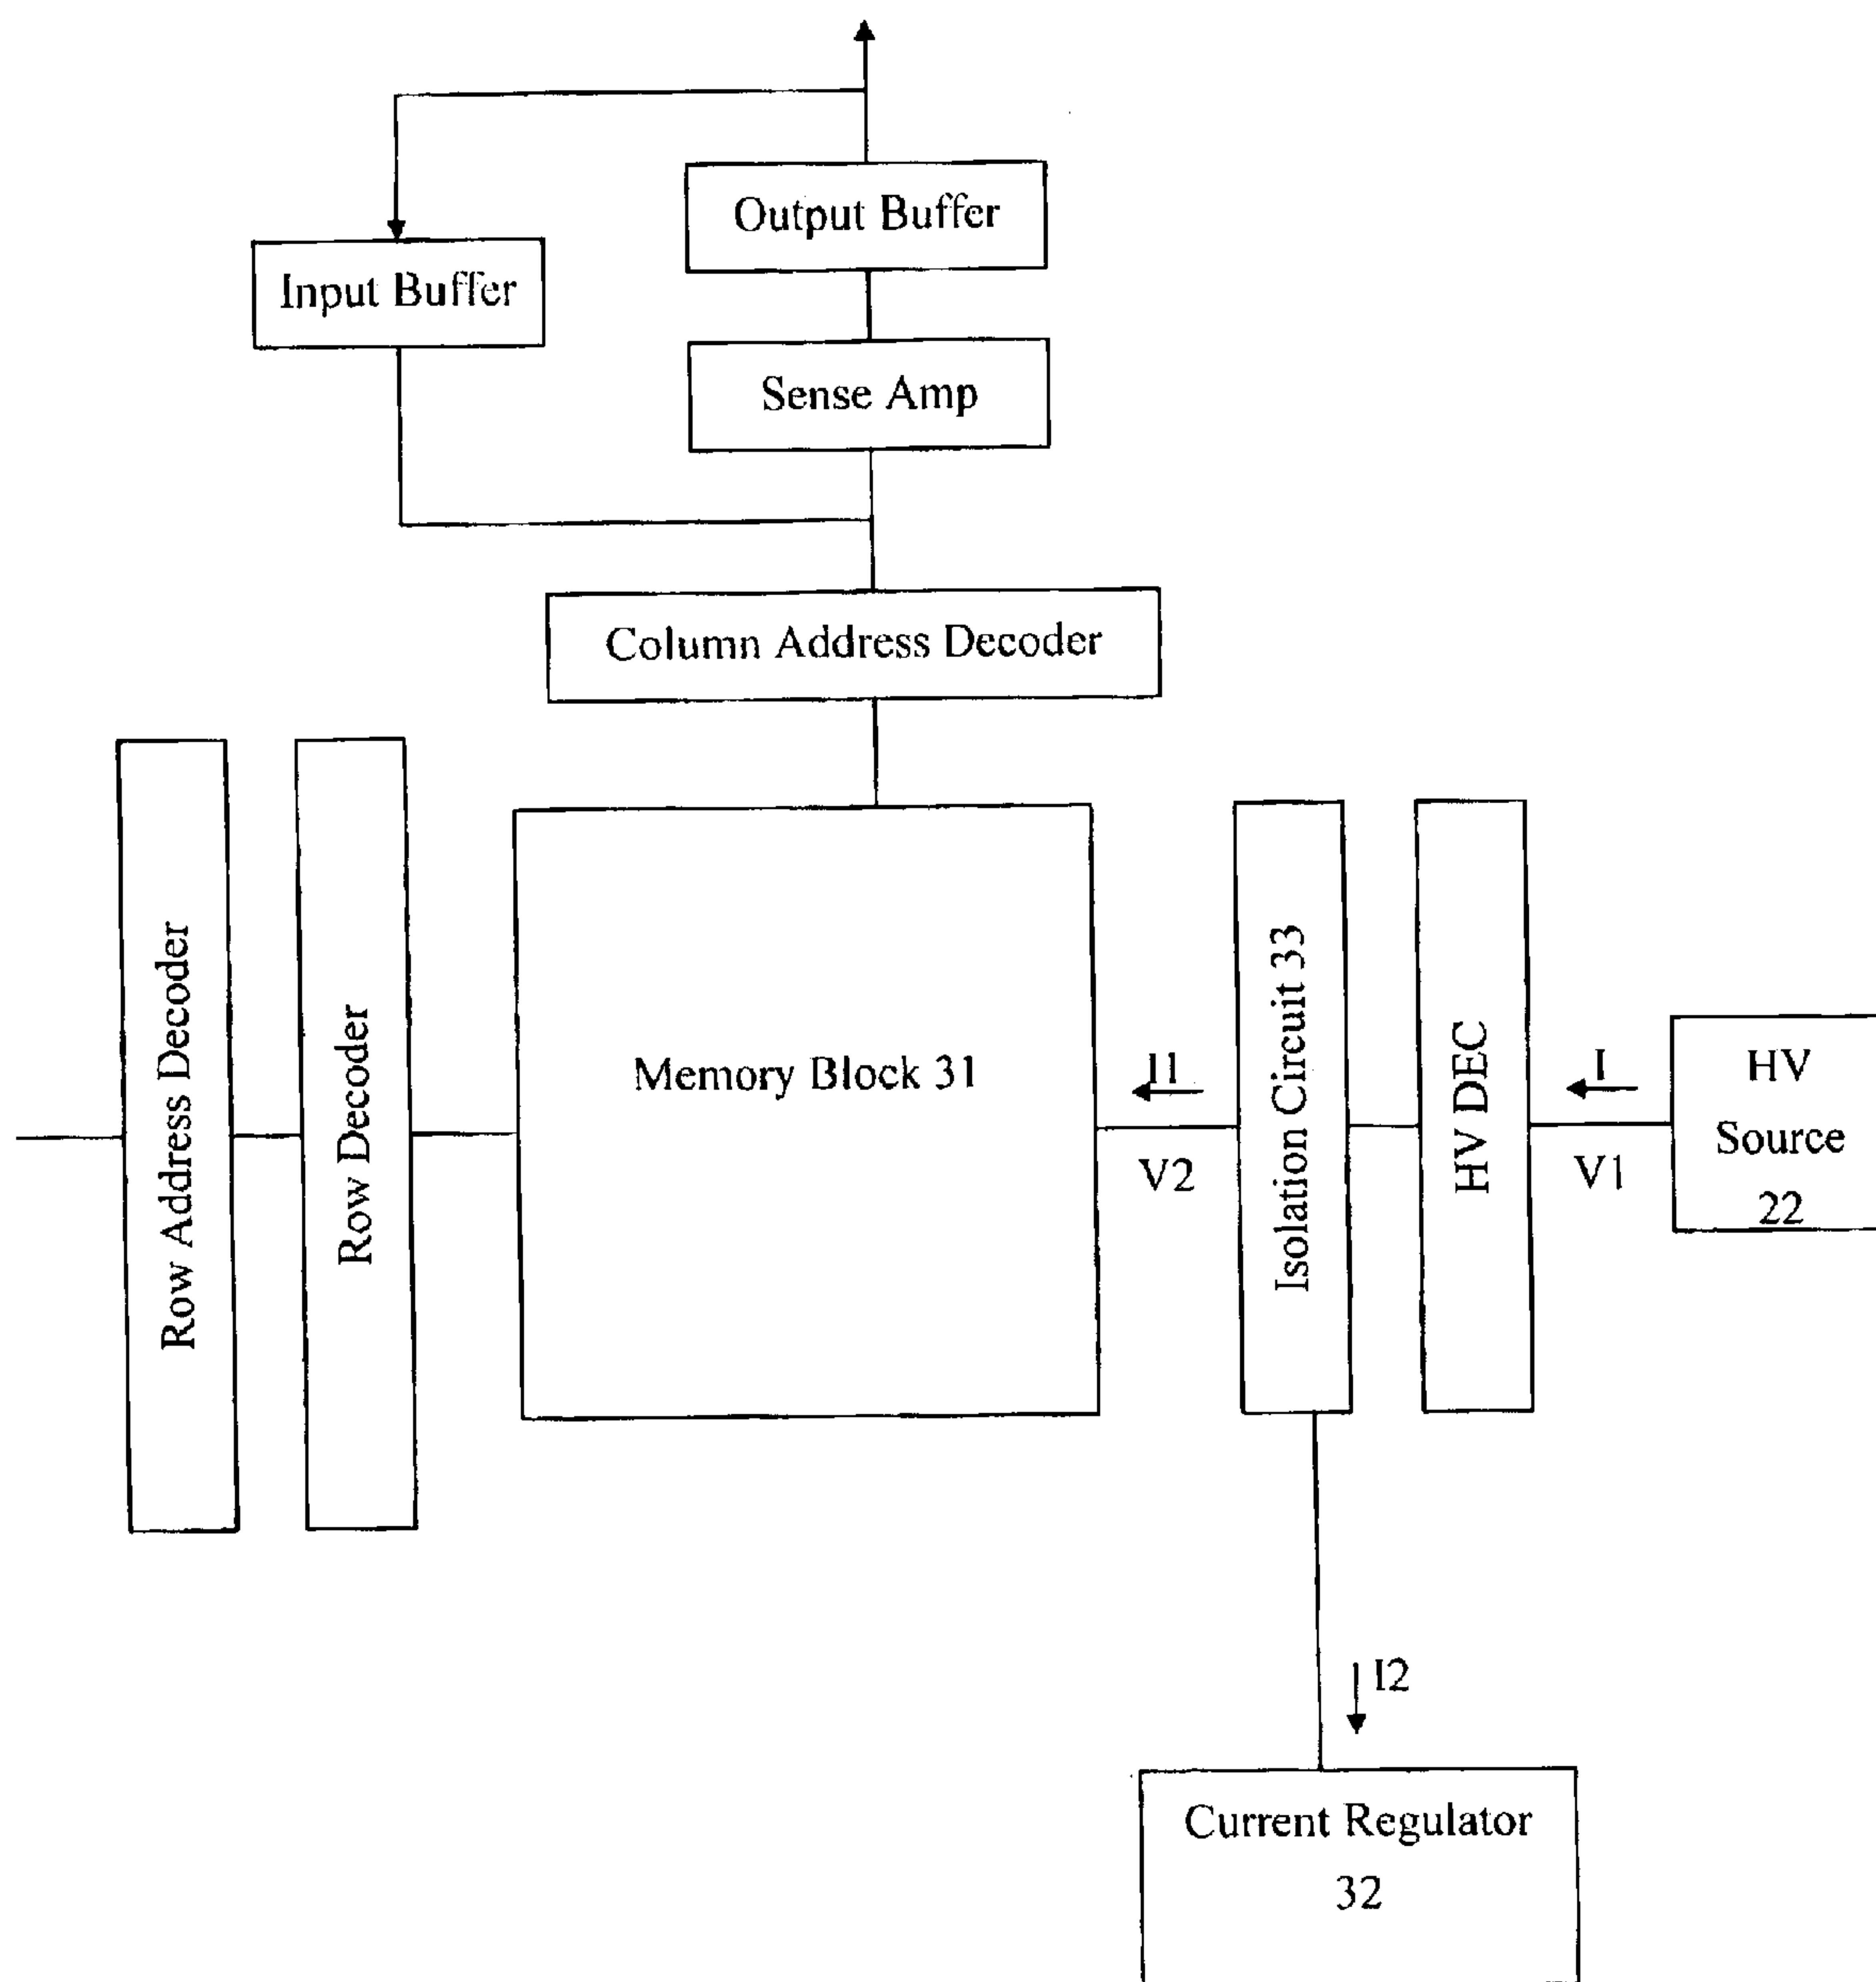 Output Buffer
Input Buffer
Sense Amp
Column Address Decoder
Row Address Decoder
Row Decoder
Memory Block 31
I1
V2
Isolation Circuit 33
HV DEC
I
V1
HV
Source
22
I2
Current Regulator
32